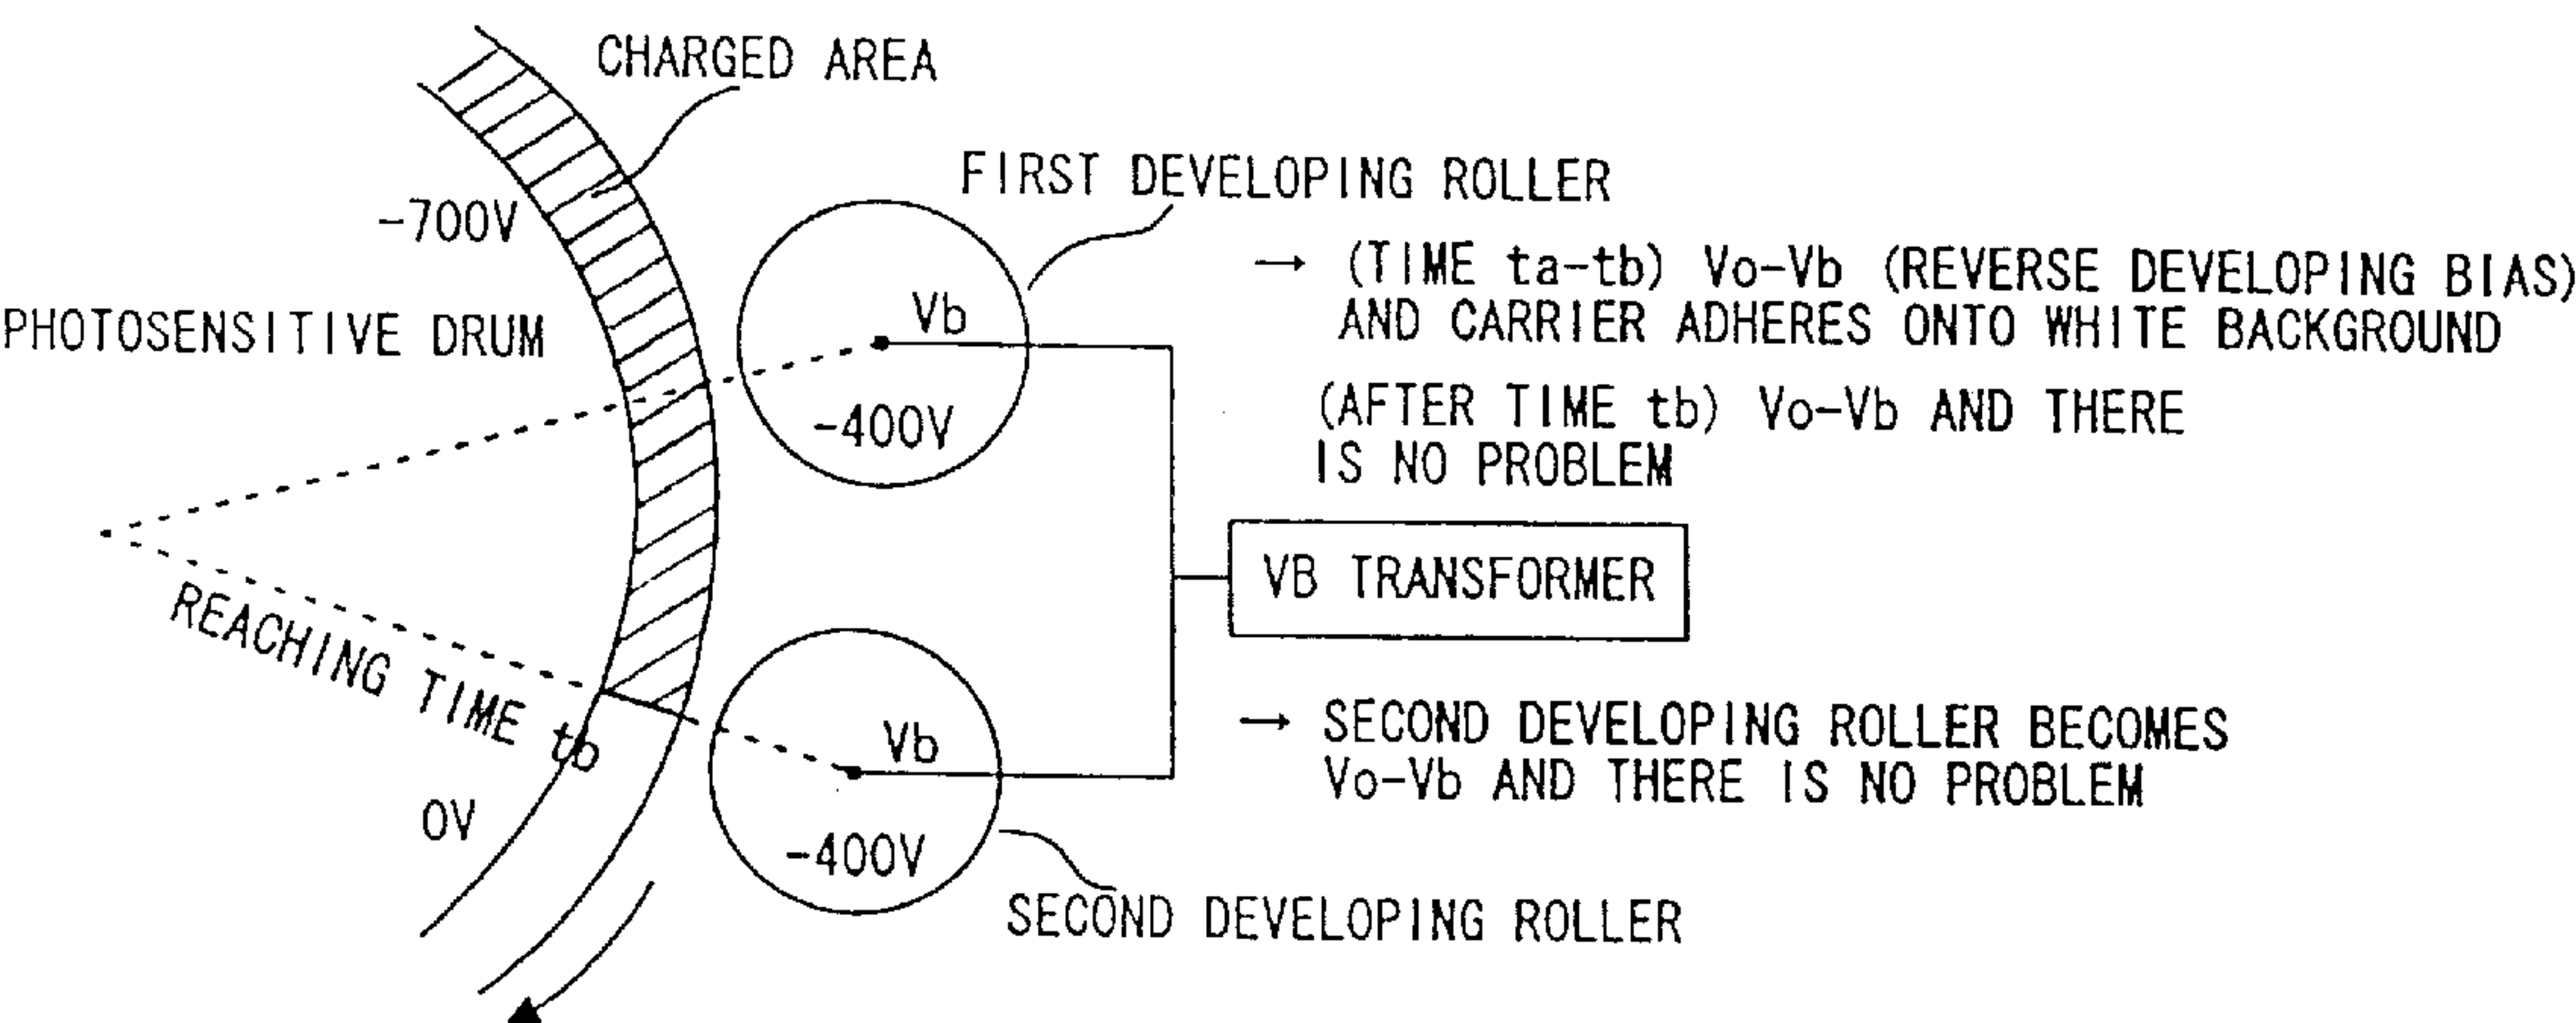 CHARGED AREA
FIRST DEVELOPING ROLLER
-700V
→ (TIME ta-tb) Vo-Vb (REVERSE DEVELOPING BIAS)
AND CARRIER ADHERES ONTO WHITE BACKGROUND
Vb
PHOTOSENSITIVE DRUM
-400V
(AFTER TIME tb) Vo-Vb AND THERE
IS NO PROBLEM
VB TRANSFORMER
REACHING TIME tb
Vb
→ SECOND DEVELOPING ROLLER BECOMES
Vo-Vb AND THERE IS NO PROBLEM
0V
-400V
SECOND DEVELOPING ROLLER